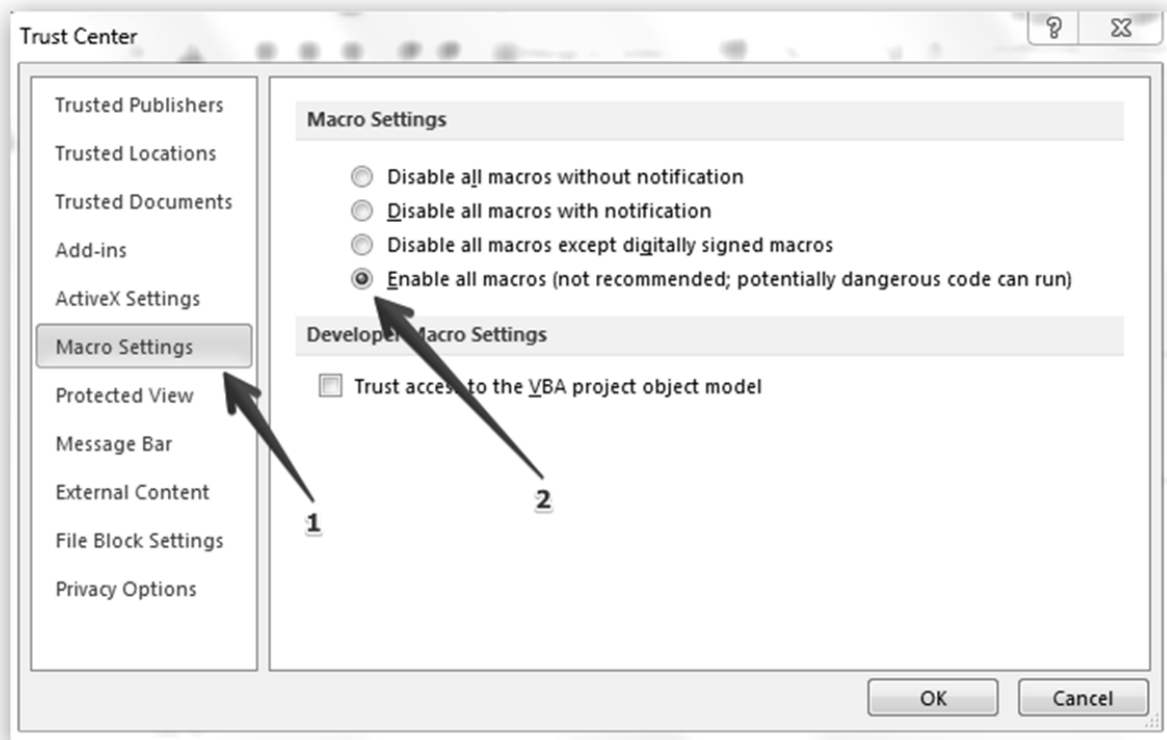 Trust Center
Trusted Publishers
Trusted Locations
Trusted Documents
Add-ins
ActiveX Settings
Macro Settings
Protected View
Message Bar
External Content
File Block Settings
Privacy Options
Macro Settings
Disable all macros without notification
Disable all macros with notification
Disable all macros except digitally signed macros
Enable all macros (not recommended; potentially dangerous code can run)
Developer Macro Settings
Trust access to the VBA project object model
1
2
OK
Cancel